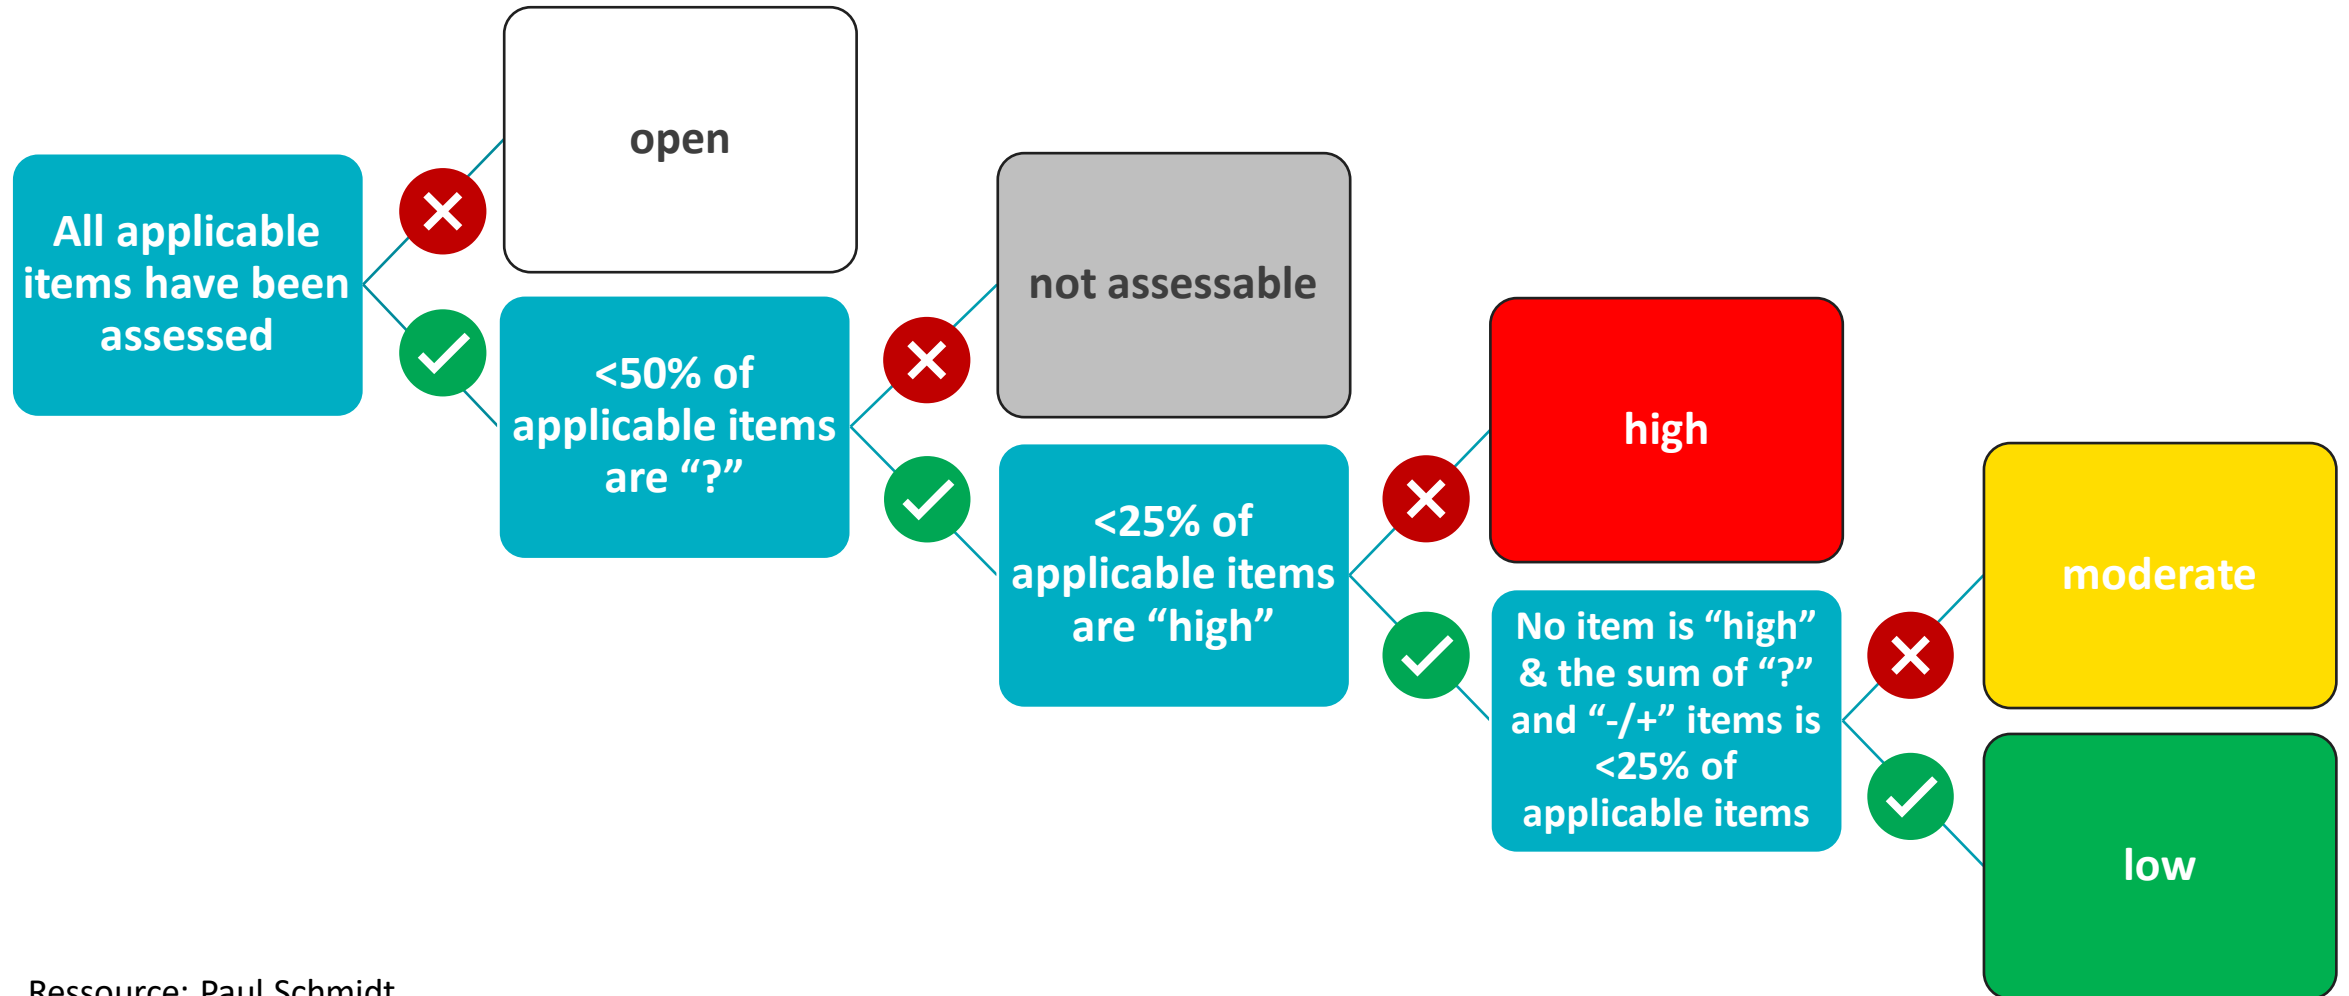 All applicable
items have been
assessed
open
<50% of
applicable items
are “?”
not assessable
<25% of
applicable items
are “high”
high
No item is “high”
& the sum of “?”
and “-/+” items is
<25% of
applicable items
moderate
low
Ressource: Paul Schmidt